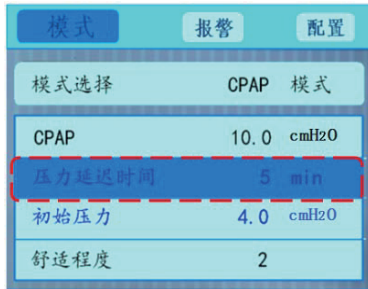 模式 报警 配置
模式选择 CPAP 模式
CPAP 10.0 cmH2O
压力延迟时间 5 min
初始压力 4.0 cmH2O
舒适程度 2